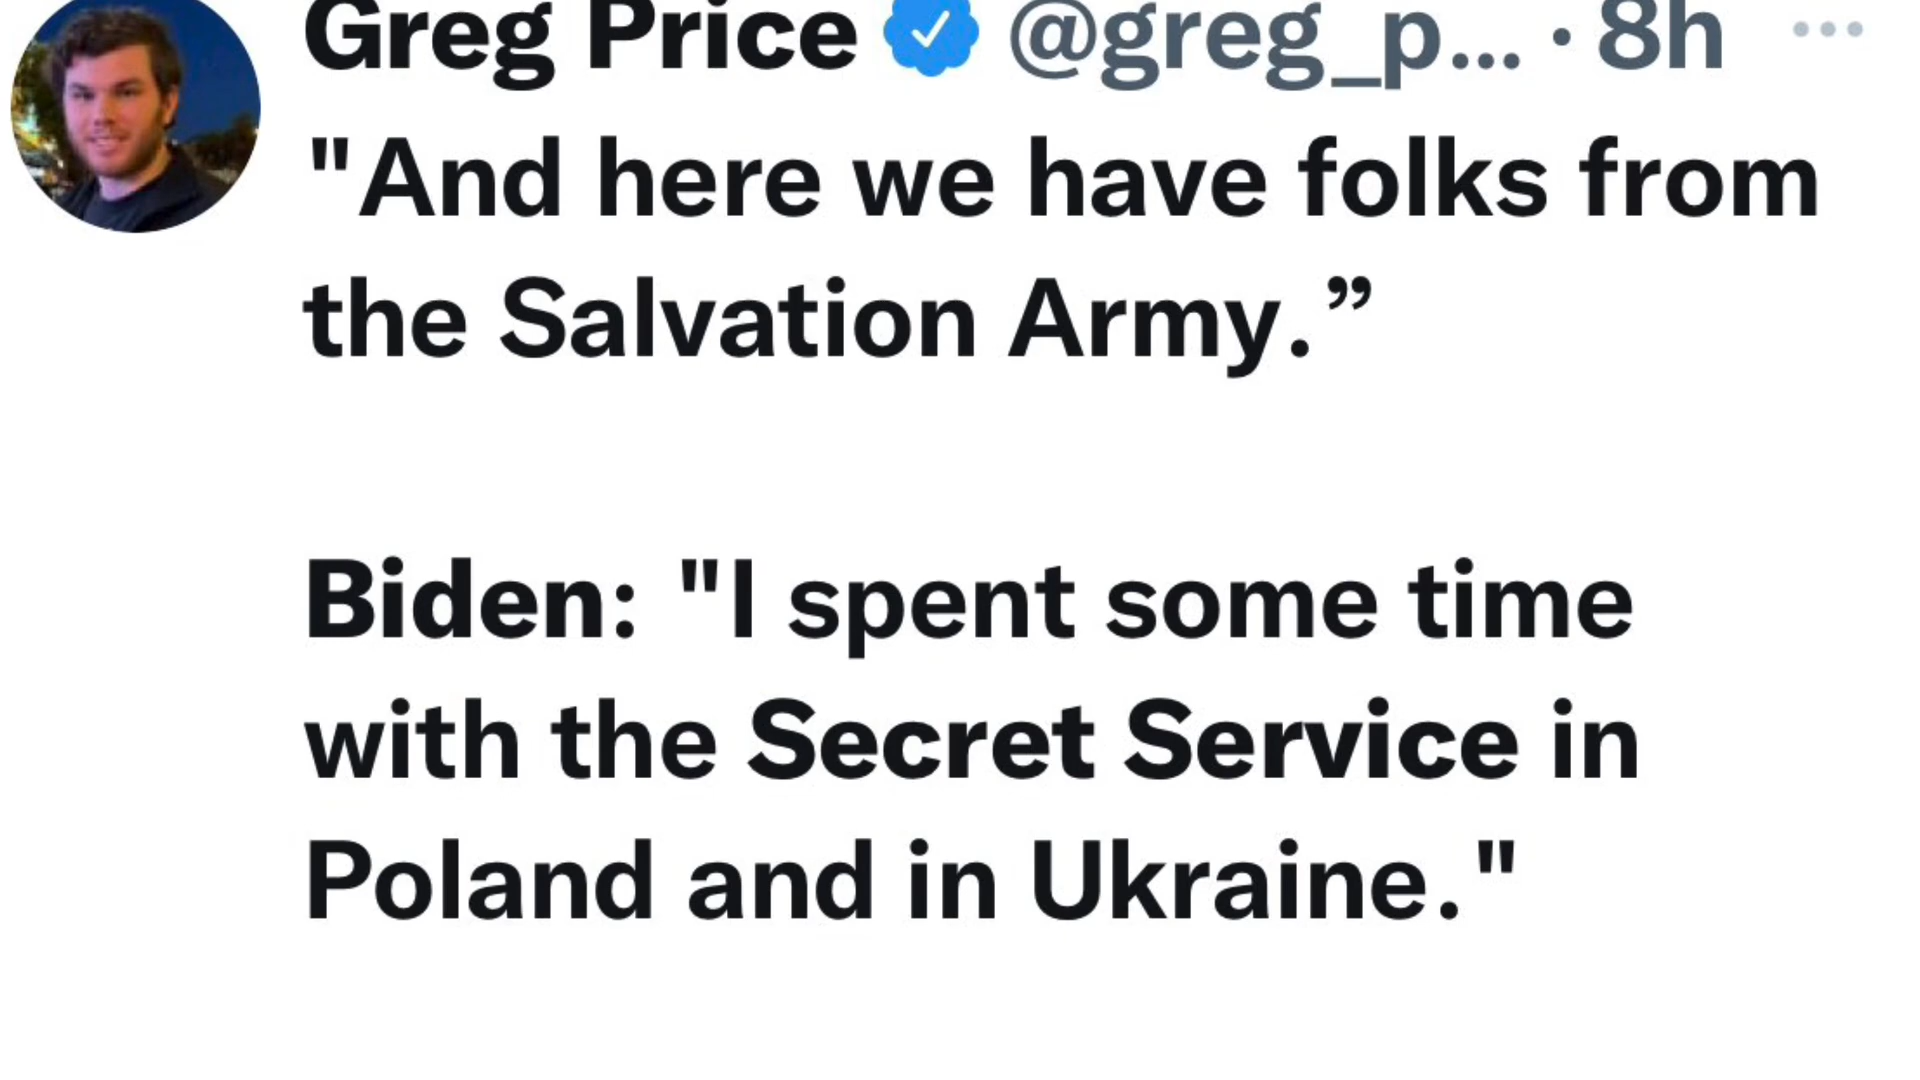 Greg Price @greg_p... · 8h ...
"And here we have folks from
the Salvation Army.”
Biden: "I spent some time
with the Secret Service in
Poland and in Ukraine."